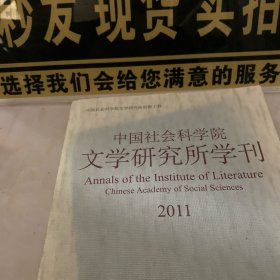 秒发现货实拍
选择我们会给您满意的服务
中国社会科学院
文学研究所学刊
Annals of the Institute of Literature
Chinese Academy of Social Sciences
2011